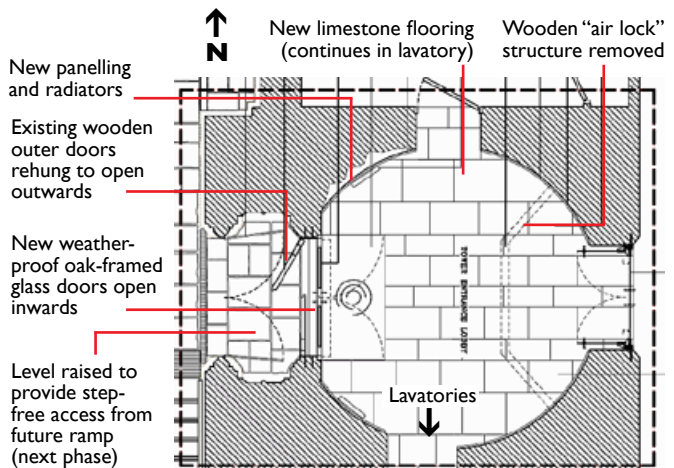 N
New limestone flooring
(continues in lavatory)
Wooden “air lock”
structure removed
New panelling
and radiators
Existing wooden
outer doors
rehung to open
outwards
New weather-
proof oak-framed
glass doors open
inwards
Level raised to
provide step-
free access from
future ramp
(next phase)
TOWER ENTRANCE LOBBY
Lavatories